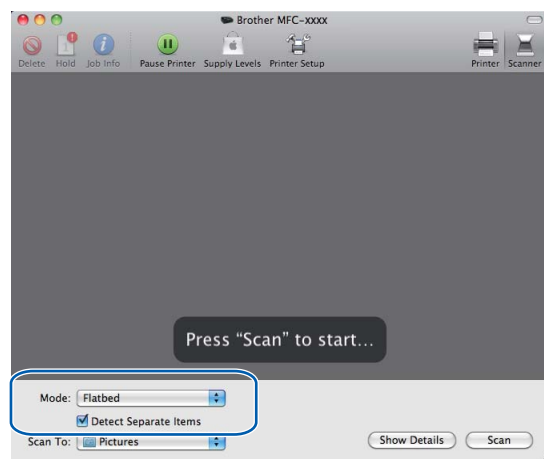 Brother MFC-xxxx
Delete Hold Job Info Pause Printer Supply Levels Printer Setup Printer Scanner
Press “Scan” to start...
Mode: Flatbed
Detect Separate Items
Scan To: Pictures Show Details Scan